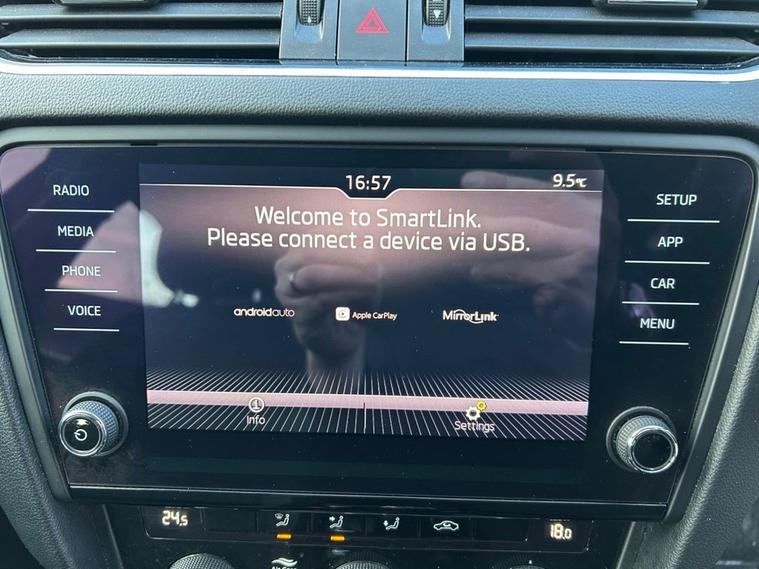 16:57
9.5°C
Welcome to SmartLink.
Please connect a device via USB.
androidauto
Apple CarPlay
MirrorLink
Info
Settings
RADIO
MEDIA
PHONE
VOICE
SETUP
APP
CAR
MENU
24.5
18.0